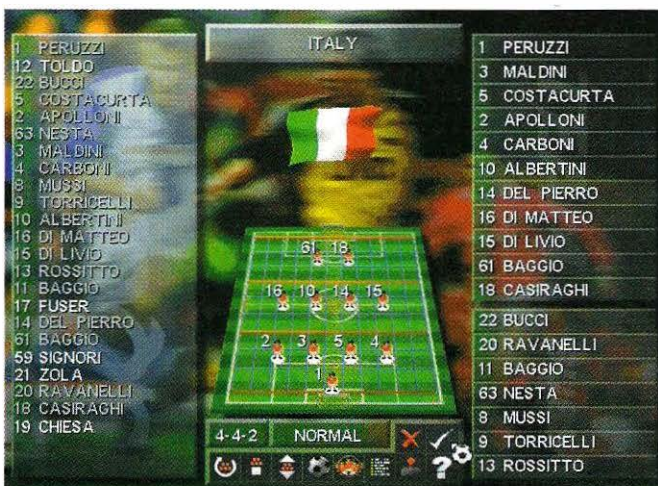 1 PERUZZI
12 TOLDO
22 BUCCI
5 COSTACURTA
2 APOLLONI
63 NESTA
3 MALDINI
4 CARBONI
8 MUSSI
9 TORRICELLI
10 ALBERTINI
16 DI MATTEO
15 DI LIVIO
13 ROSSITTO
11 BAGGIO
17 FUSER
14 DEL PIERRO
61 BAGGIO
59 SIGNORI
21 ZOLA
20 RAVANELLI
18 CASIRAGHI
19 CHIESA
ITALY
61 18
16 10 14 15
2 3 5 4
1
4-4-2 NORMAL
?
1 PERUZZI
3 MALDINI
5 COSTACURTA
2 APOLLONI
4 CARBONI
10 ALBERTINI
14 DEL PIERRO
16 DI MATTEO
15 DI LIVIO
61 BAGGIO
18 CASIRAGHI
22 BUCCI
20 RAVANELLI
11 BAGGIO
63 NESTA
8 MUSSI
9 TORRICELLI
13 ROSSITTO